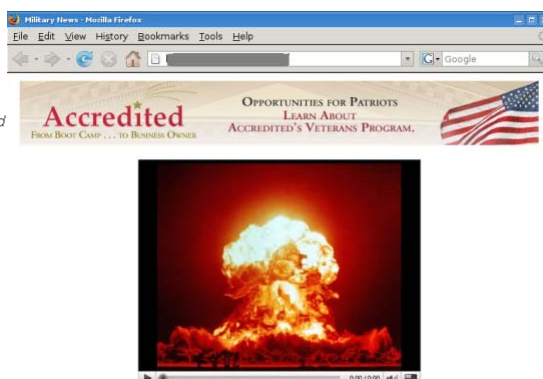 Military News - Mozilla Firefox
File Edit View History Bookmarks Tools Help
G Google
d
Accredited
FROM BOOT CAMP . . . TO BUSINESS OWNER
OPPORTUNITIES FOR PATRIOTS
LEARN ABOUT
ACCREDITED'S VETERANS PROGRAM.
0:00 / 0:00